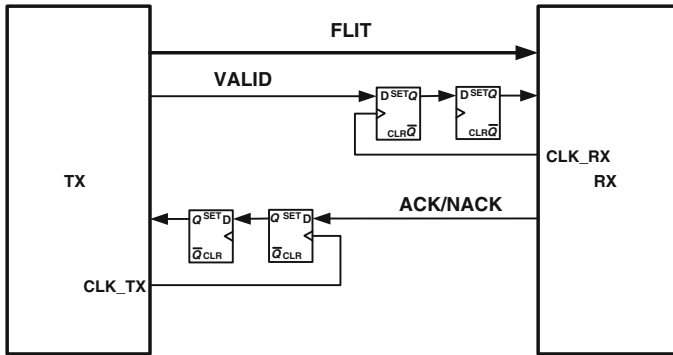 FLIT
VALID
D SET Q
CLR Q̅
D SET Q
CLR Q̅
CLK_RX
TX
RX
ACK/NACK
Q SET D
Q̅ CLR
Q SET D
Q̅ CLR
CLK_TX